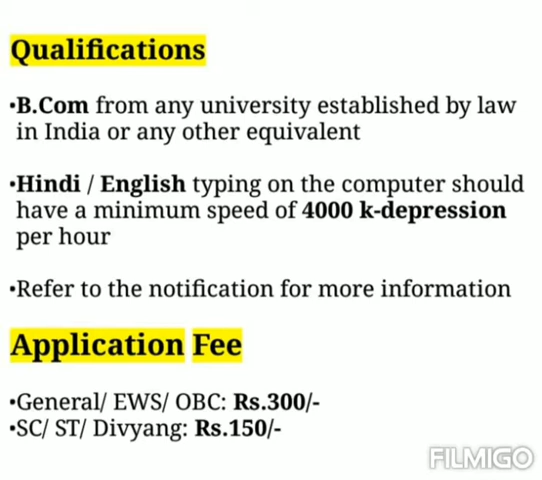 Qualifications
•B.Com from any university established by law
in India or any other equivalent
•Hindi / English typing on the computer should
have a minimum speed of 4000 k-depression
per hour
•Refer to the notification for more information
Application Fee
•General/ EWS/ OBC: Rs.300/-
•SC/ ST/ Divyang: Rs.150/-
FILMIGO